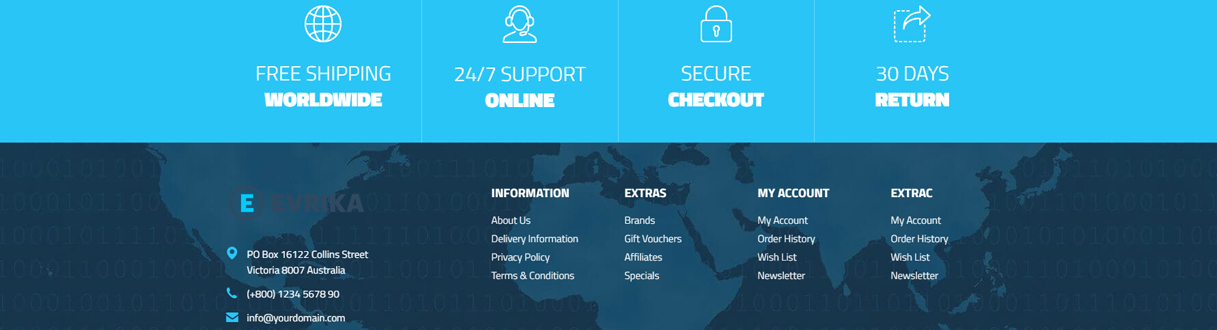 FREE SHIPPING
WORLDWIDE
24/7 SUPPORT
ONLINE
SECURE
CHECKOUT
30 DAYS
RETURN
E EVRIKA
PO Box 16122 Collins Street
Victoria 8007 Australia
(+800) 1234 5678 90
info@yourdomain.com
INFORMATION
About Us
Delivery Information
Privacy Policy
Terms & Conditions
EXTRAS
Brands
Gift Vouchers
Affiliates
Specials
MY ACCOUNT
My Account
Order History
Wish List
Newsletter
EXTRAC
My Account
Order History
Wish List
Newsletter